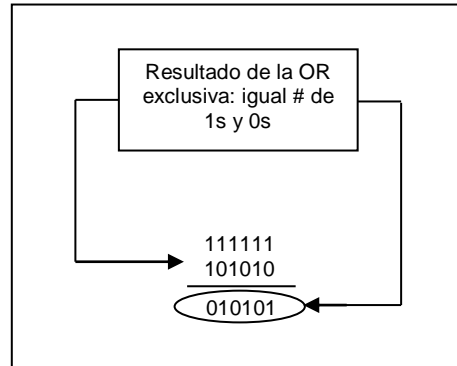 Resultado de la OR
exclusiva: igual # de
1s y 0s
111111
101010
010101